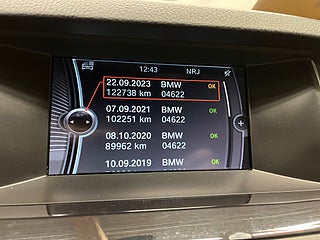 12:43 NRJ
22.09.2023 BMW OK
122738 km 04622
07.09.2021 BMW OK
102251 km 04622
08.10.2020 BMW OK
89962 km 04622
10.09.2019 BMW OK